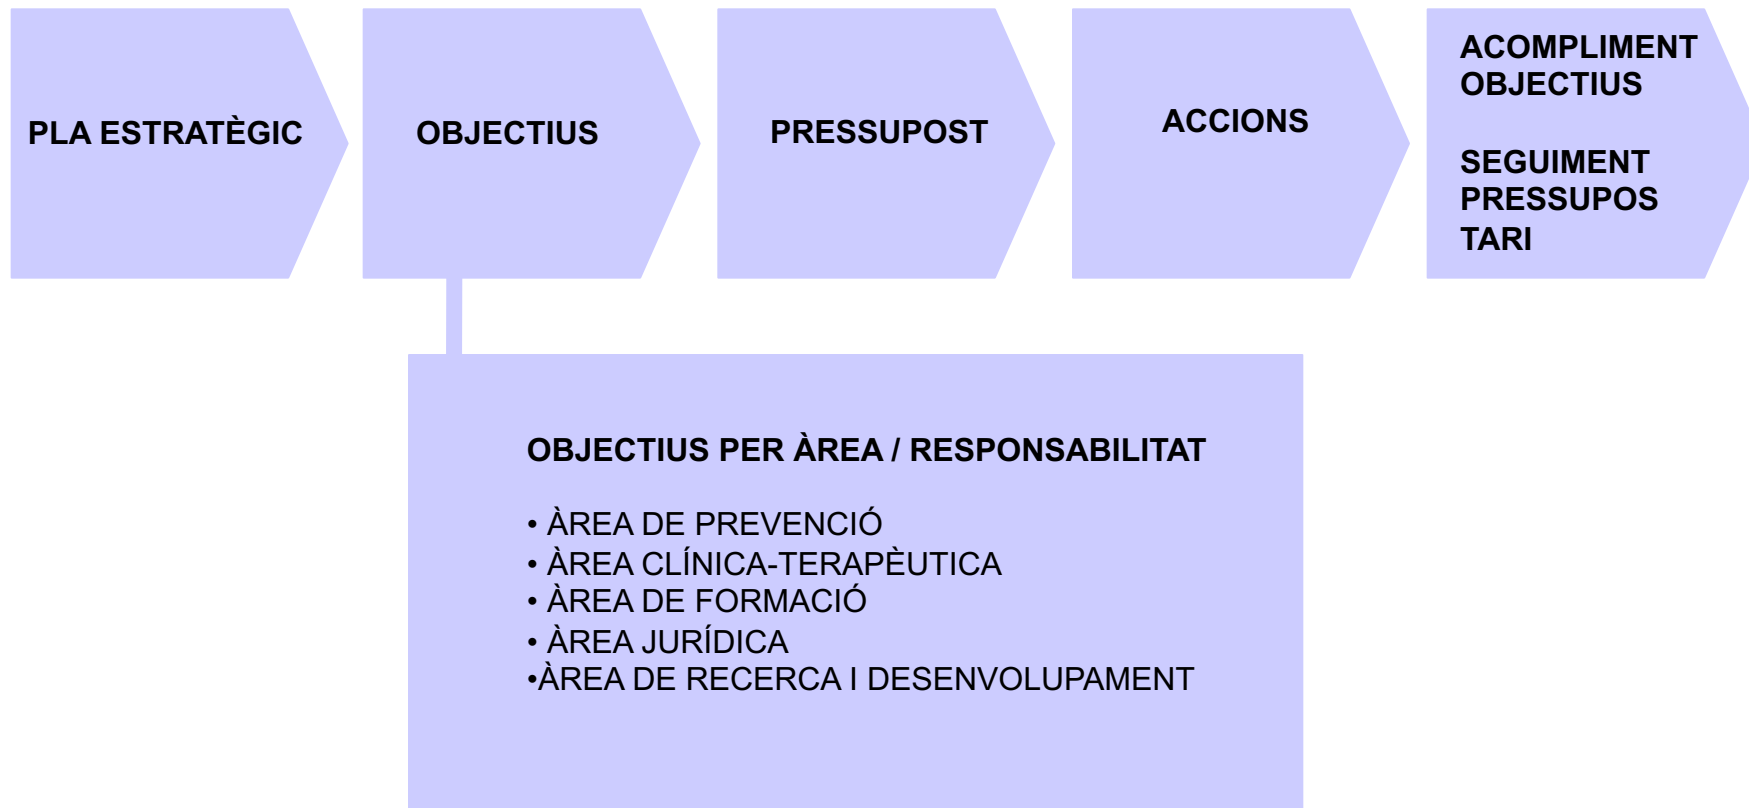 PLA ESTRATÈGIC
OBJECTIUS
PRESSUPOST
ACCIONS
ACOMPLIMENT
OBJECTIUS
SEGUIMENT
PRESSUPOS
TARI
OBJECTIUS PER ÀREA / RESPONSABILITAT
• ÀREA DE PREVENCIÓ
• ÀREA CLÍNICA-TERAPÈUTICA
• ÀREA DE FORMACIÓ
• ÀREA JURÍDICA
•ÀREA DE RECERCA I DESENVOLUPAMENT